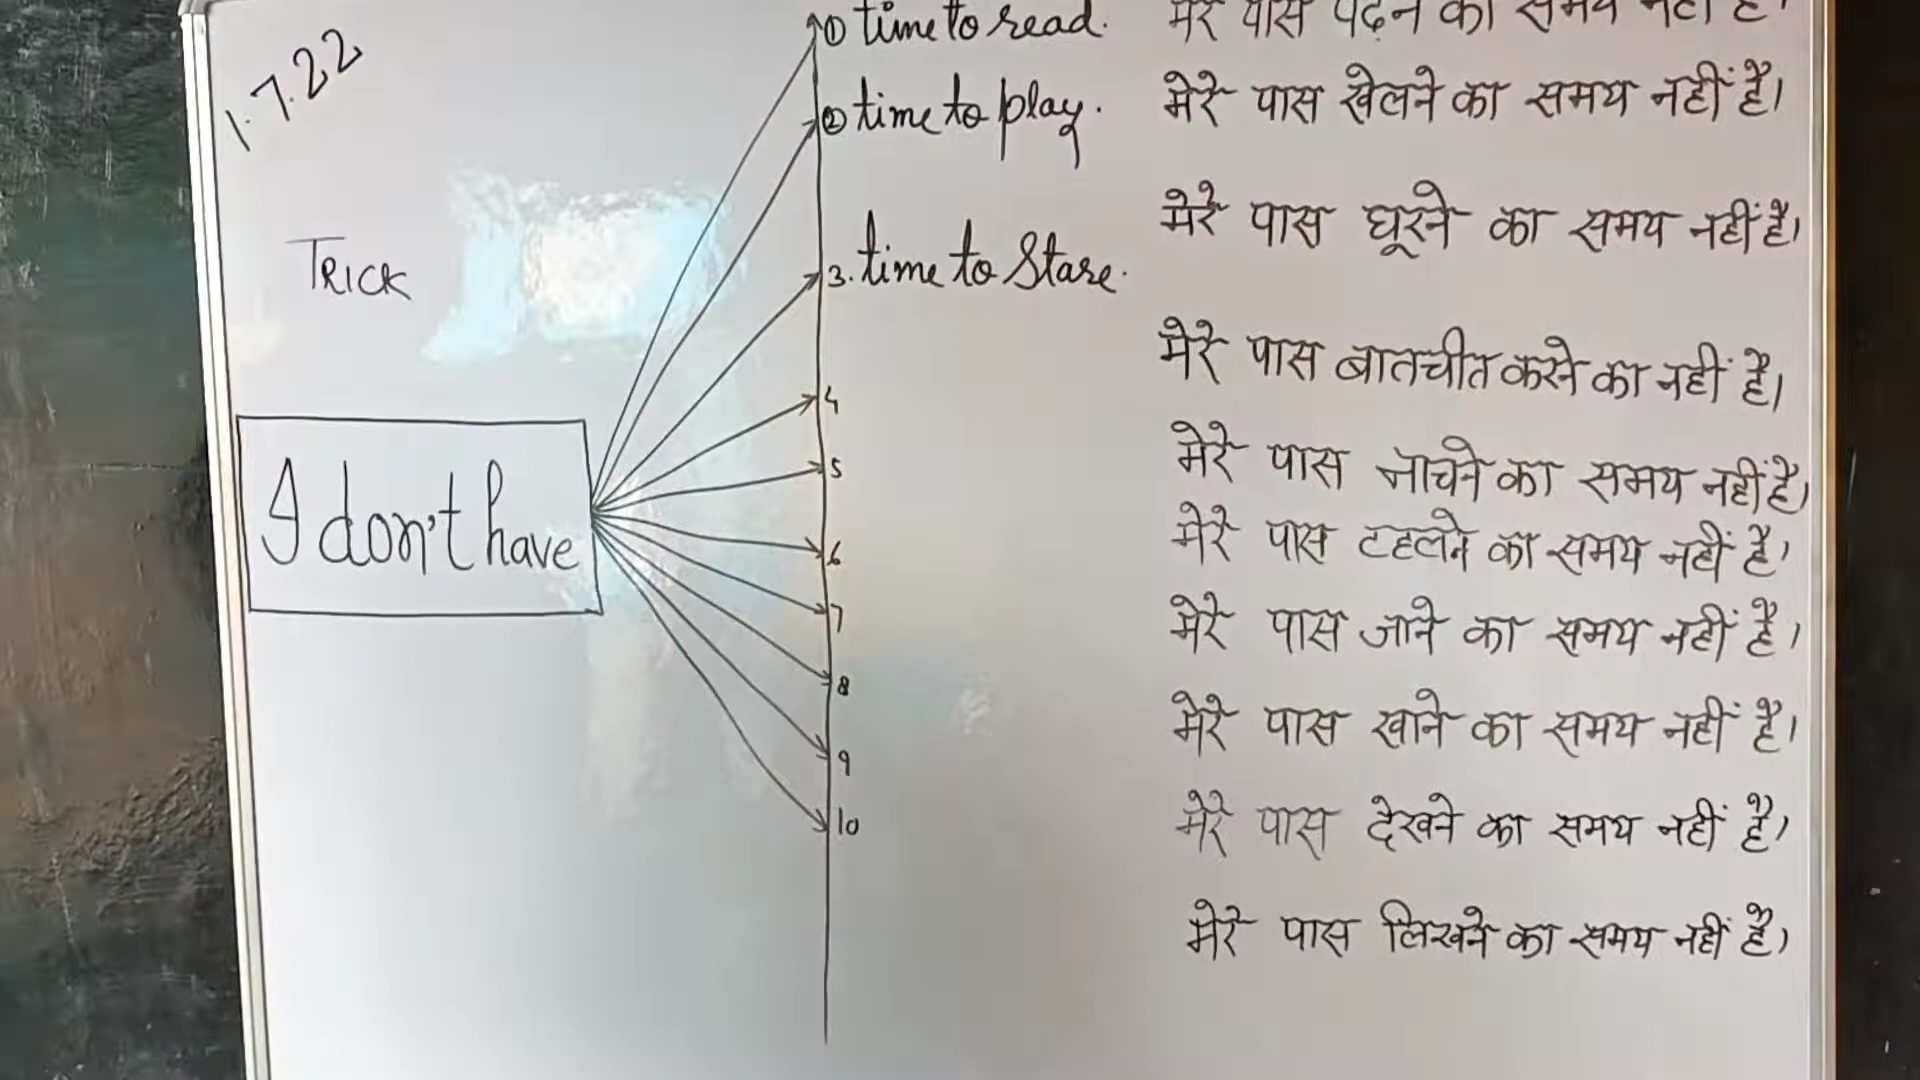 1.7.22
TRICK
I don't have
① time to read. मेरे पास पढ़ने का समय नहीं है।
② time to play. मेरे पास खेलने का समय नहीं है।
3. time to Stare. मेरे पास घूरने का समय नहीं है।
4 मेरे पास बातचीत करने का नहीं है।
5 मेरे पास नाचने का समय नहीं है।
6 मेरे पास टहलने का समय नहीं है।
7 मेरे पास जाने का समय नहीं है।
8 मेरे पास खाने का समय नहीं है।
9 मेरे पास देखने का समय नहीं है।
10 मेरे पास लिखने का समय नहीं है।